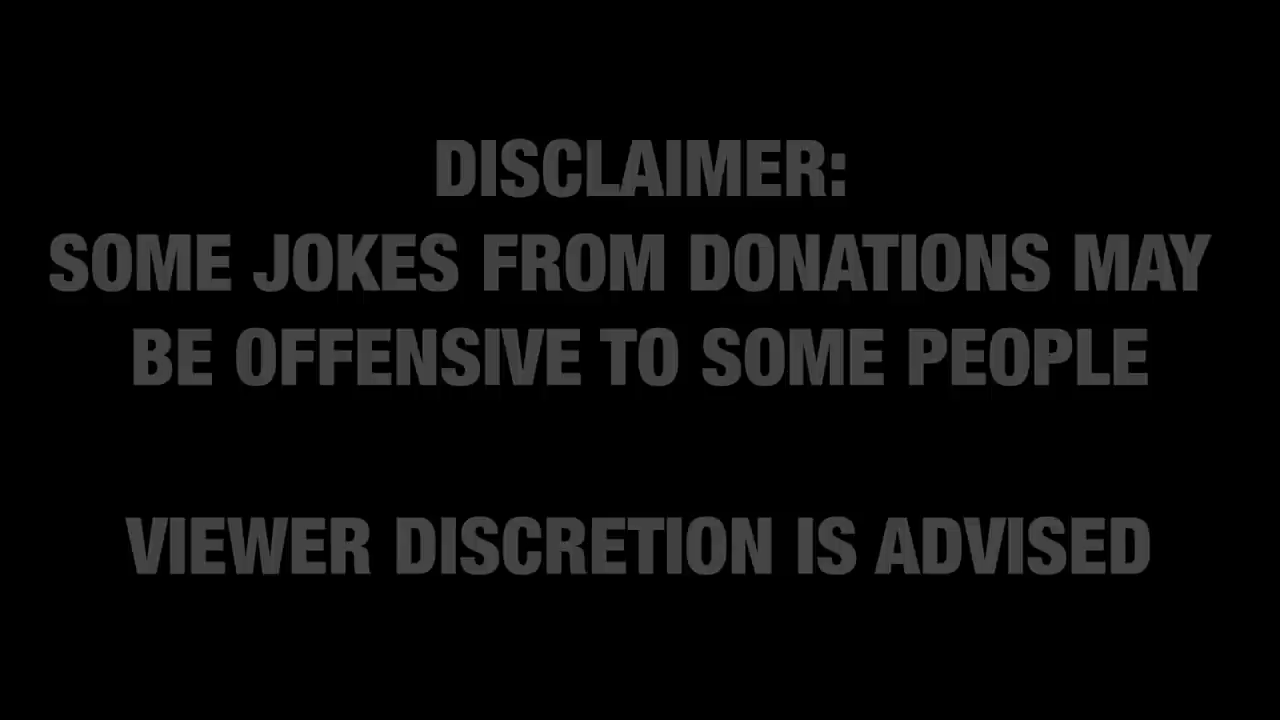 DISCLAIMER:
SOME JOKES FROM DONATIONS MAY
BE OFFENSIVE TO SOME PEOPLE
VIEWER DISCRETION IS ADVISED